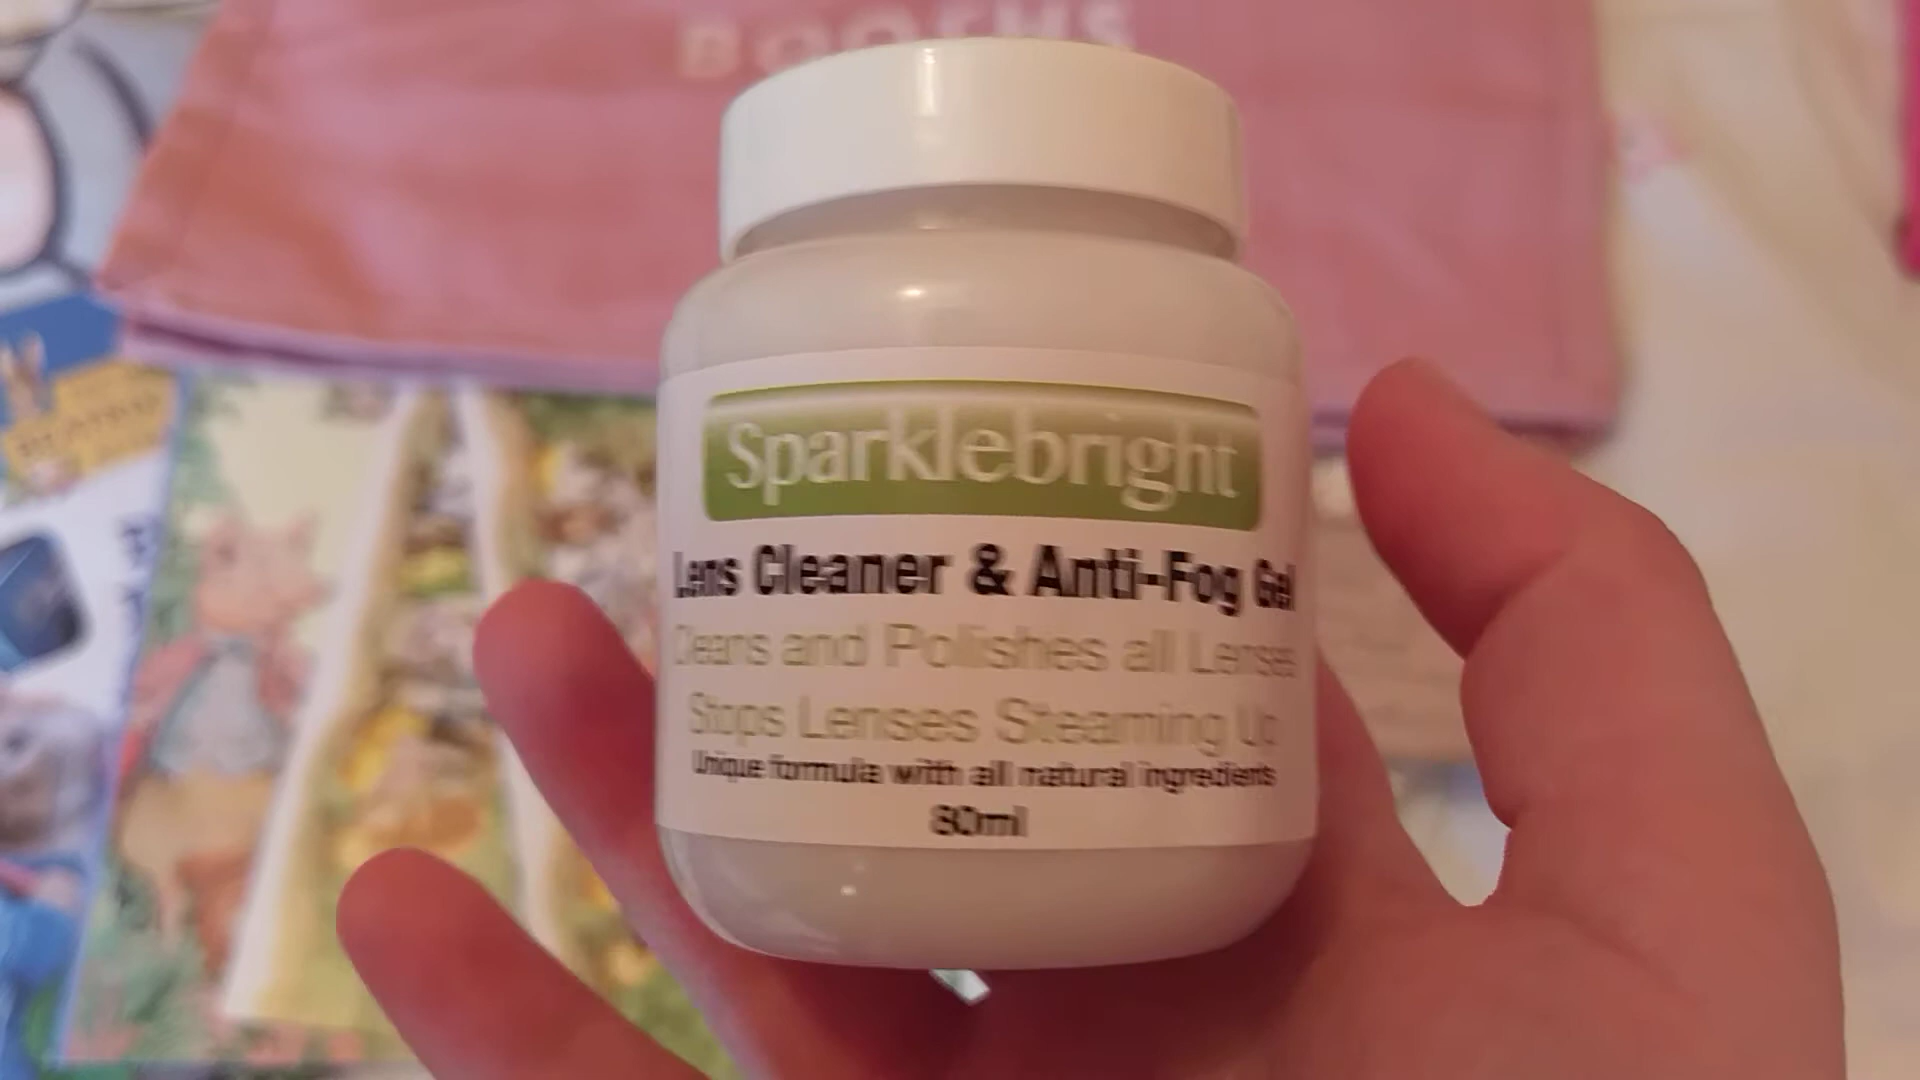 BOOTHS
Sparklebright
Lens Cleaner & Anti-Fog Gel
Cleans and Polishes all Lenses
Stops Lenses Steaming Up
Unique formula with all natural ingredients
80ml